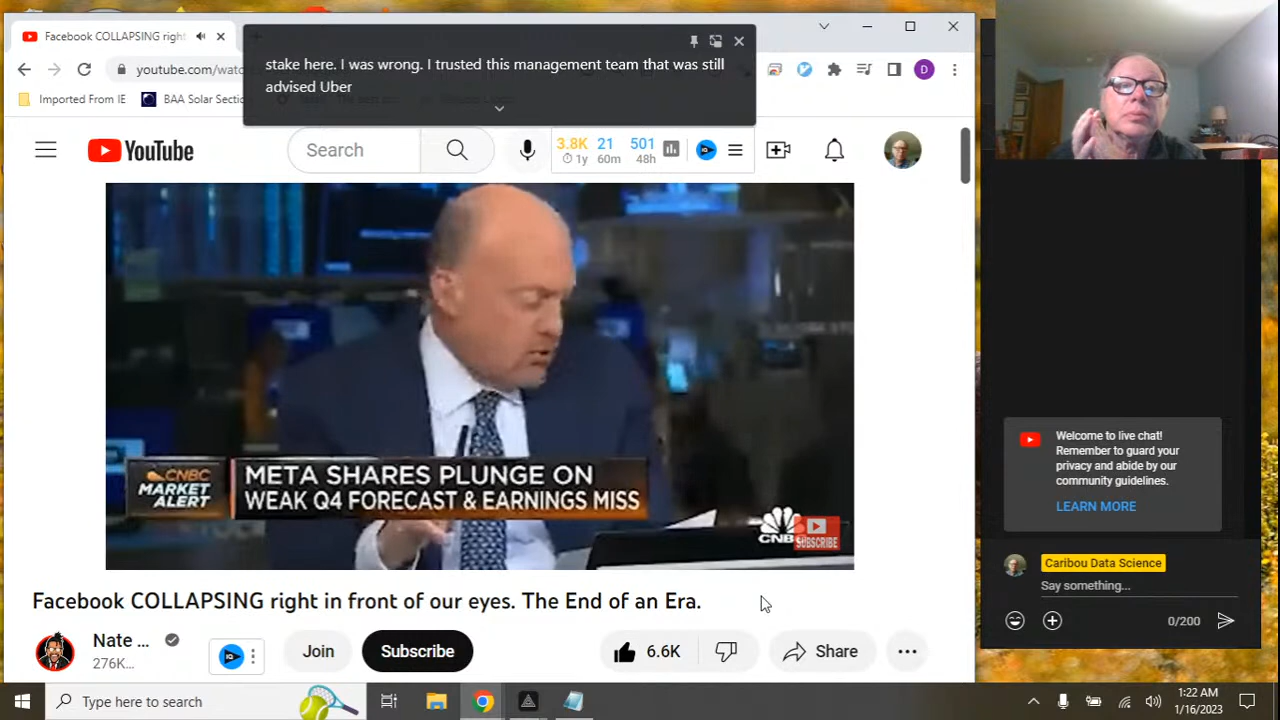 Facebook COLLAPSING right
stake here. I was wrong. I trusted this management team that was still
advised Uber
youtube.com/watc
D
Imported From IE
BAA Solar Sectio
YouTube
Search
3.8K 21 501
1y 60m 48h
CNBC
MARKET
ALERT
META SHARES PLUNGE ON
WEAK Q4 FORECAST & EARNINGS MISS
CNBC
SUBSCRIBE
Facebook COLLAPSING right in front of our eyes. The End of an Era.
Nate ...
276K...
Join
Subscribe
6.6K
Share
Welcome to live chat!
Remember to guard your
privacy and abide by our
community guidelines.
LEARN MORE
Caribou Data Science
Say something...
0/200
Type here to search
1:22 AM
1/16/2023